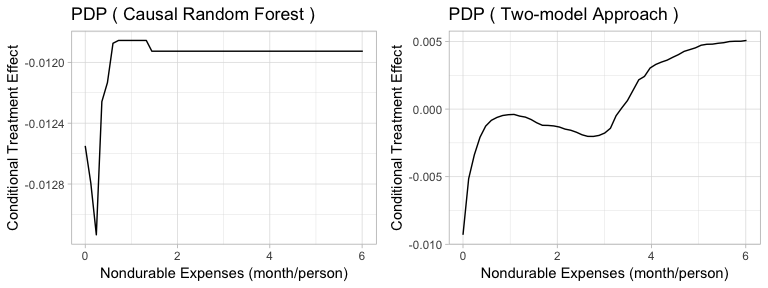 PDP ( Causal Random Forest )
Conditional Treatment Effect
-0.0120
-0.0124
-0.0128
0
2
4
6
Nondurable Expenses (month/person)
PDP ( Two-model Approach )
Conditional Treatment Effect
0.005
0.000
-0.005
-0.010
0
2
4
6
Nondurable Expenses (month/person)